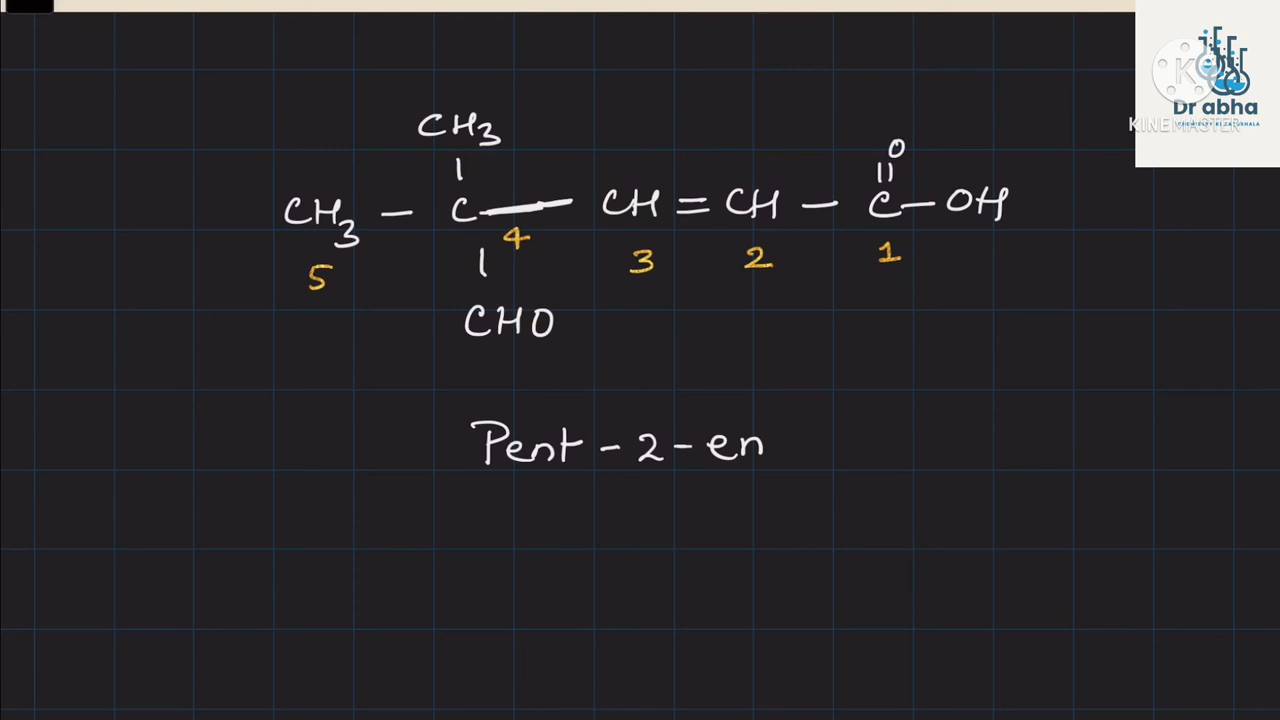 CH3
O
CH3 - C - CH = CH - C - OH
5 4 3 2 1
CHO
Pent - 2 - en
K
Dr abha
KINEMASTER